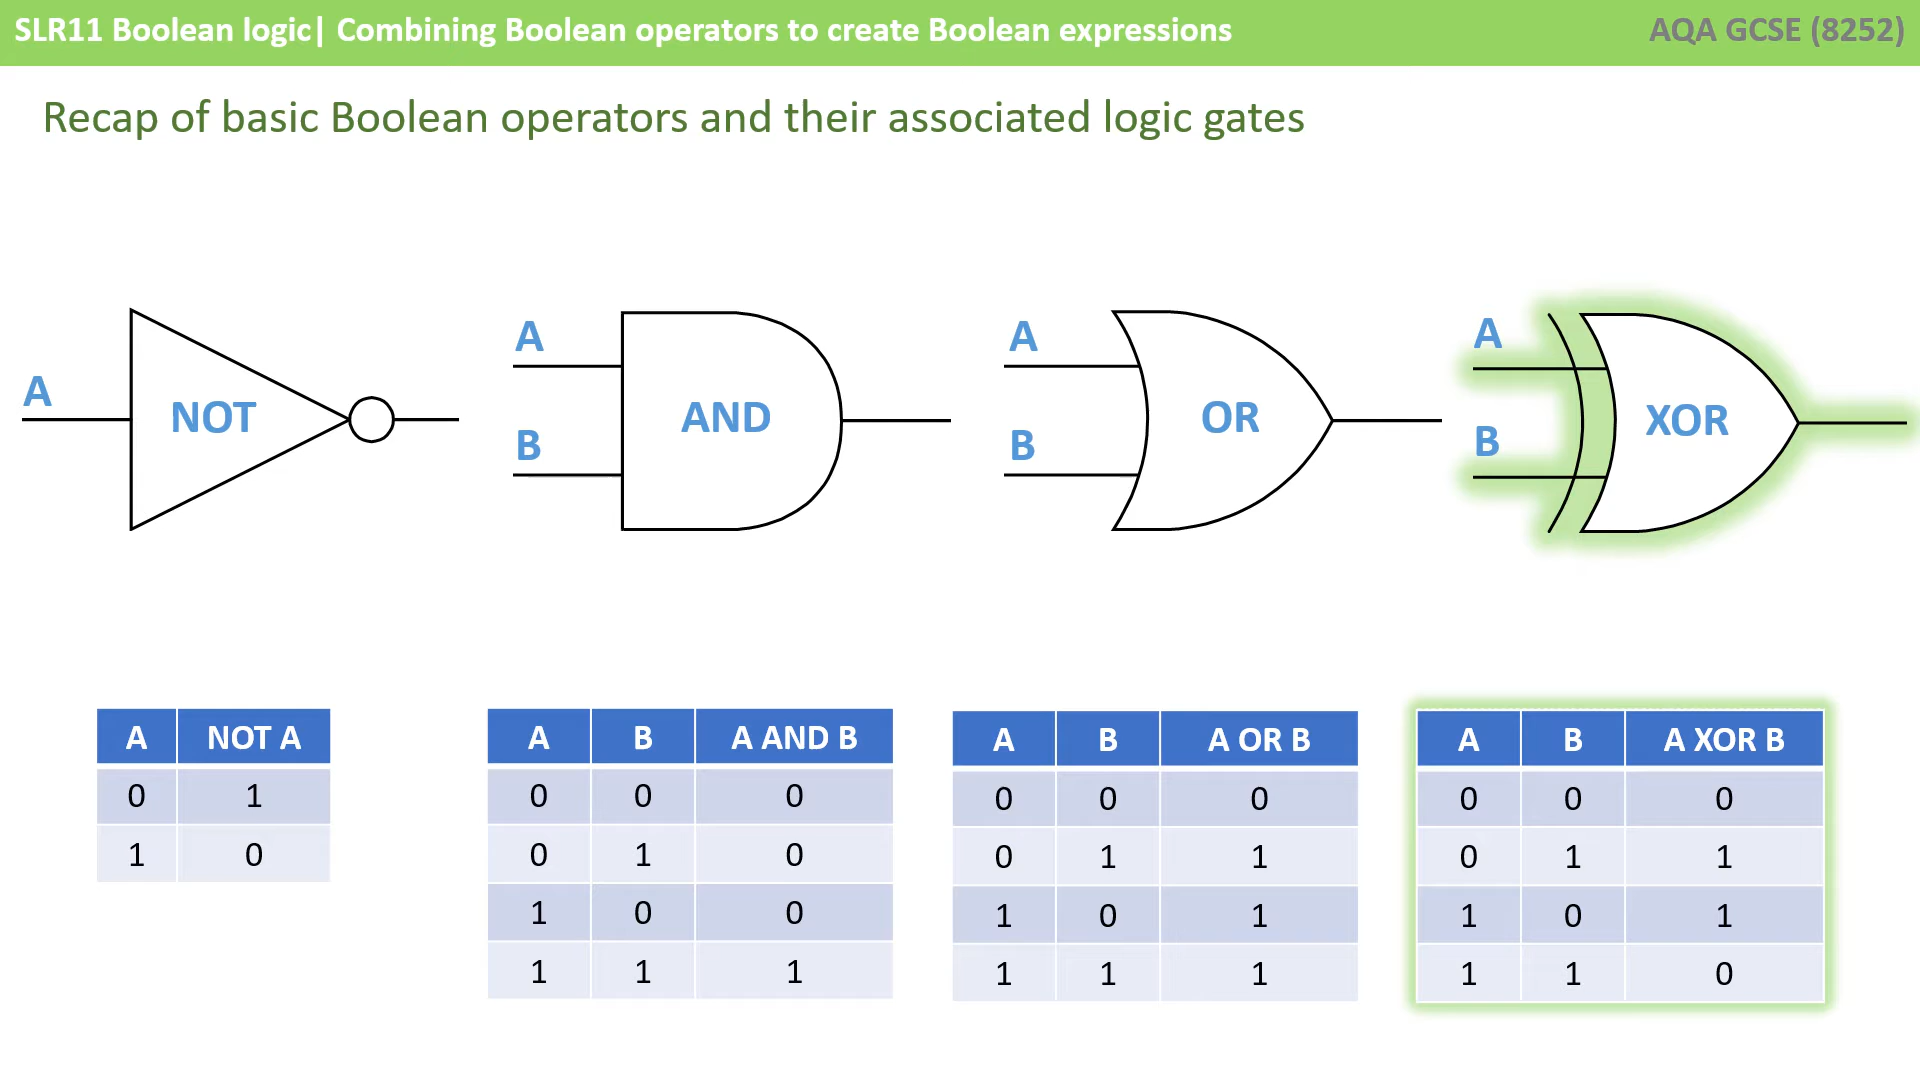 SLR11 Boolean logic| Combining Boolean operators to create Boolean expressions
AQA GCSE (8252)
Recap of basic Boolean operators and their associated logic gates
A
NOT
A
B
AND
A
B
OR
A
B
XOR
A NOT A
0 1
1 0
A B A AND B
0 0 0
0 1 0
1 0 0
1 1 1
A B A OR B
0 0 0
0 1 1
1 0 1
1 1 1
A B A XOR B
0 0 0
0 1 1
1 0 1
1 1 0